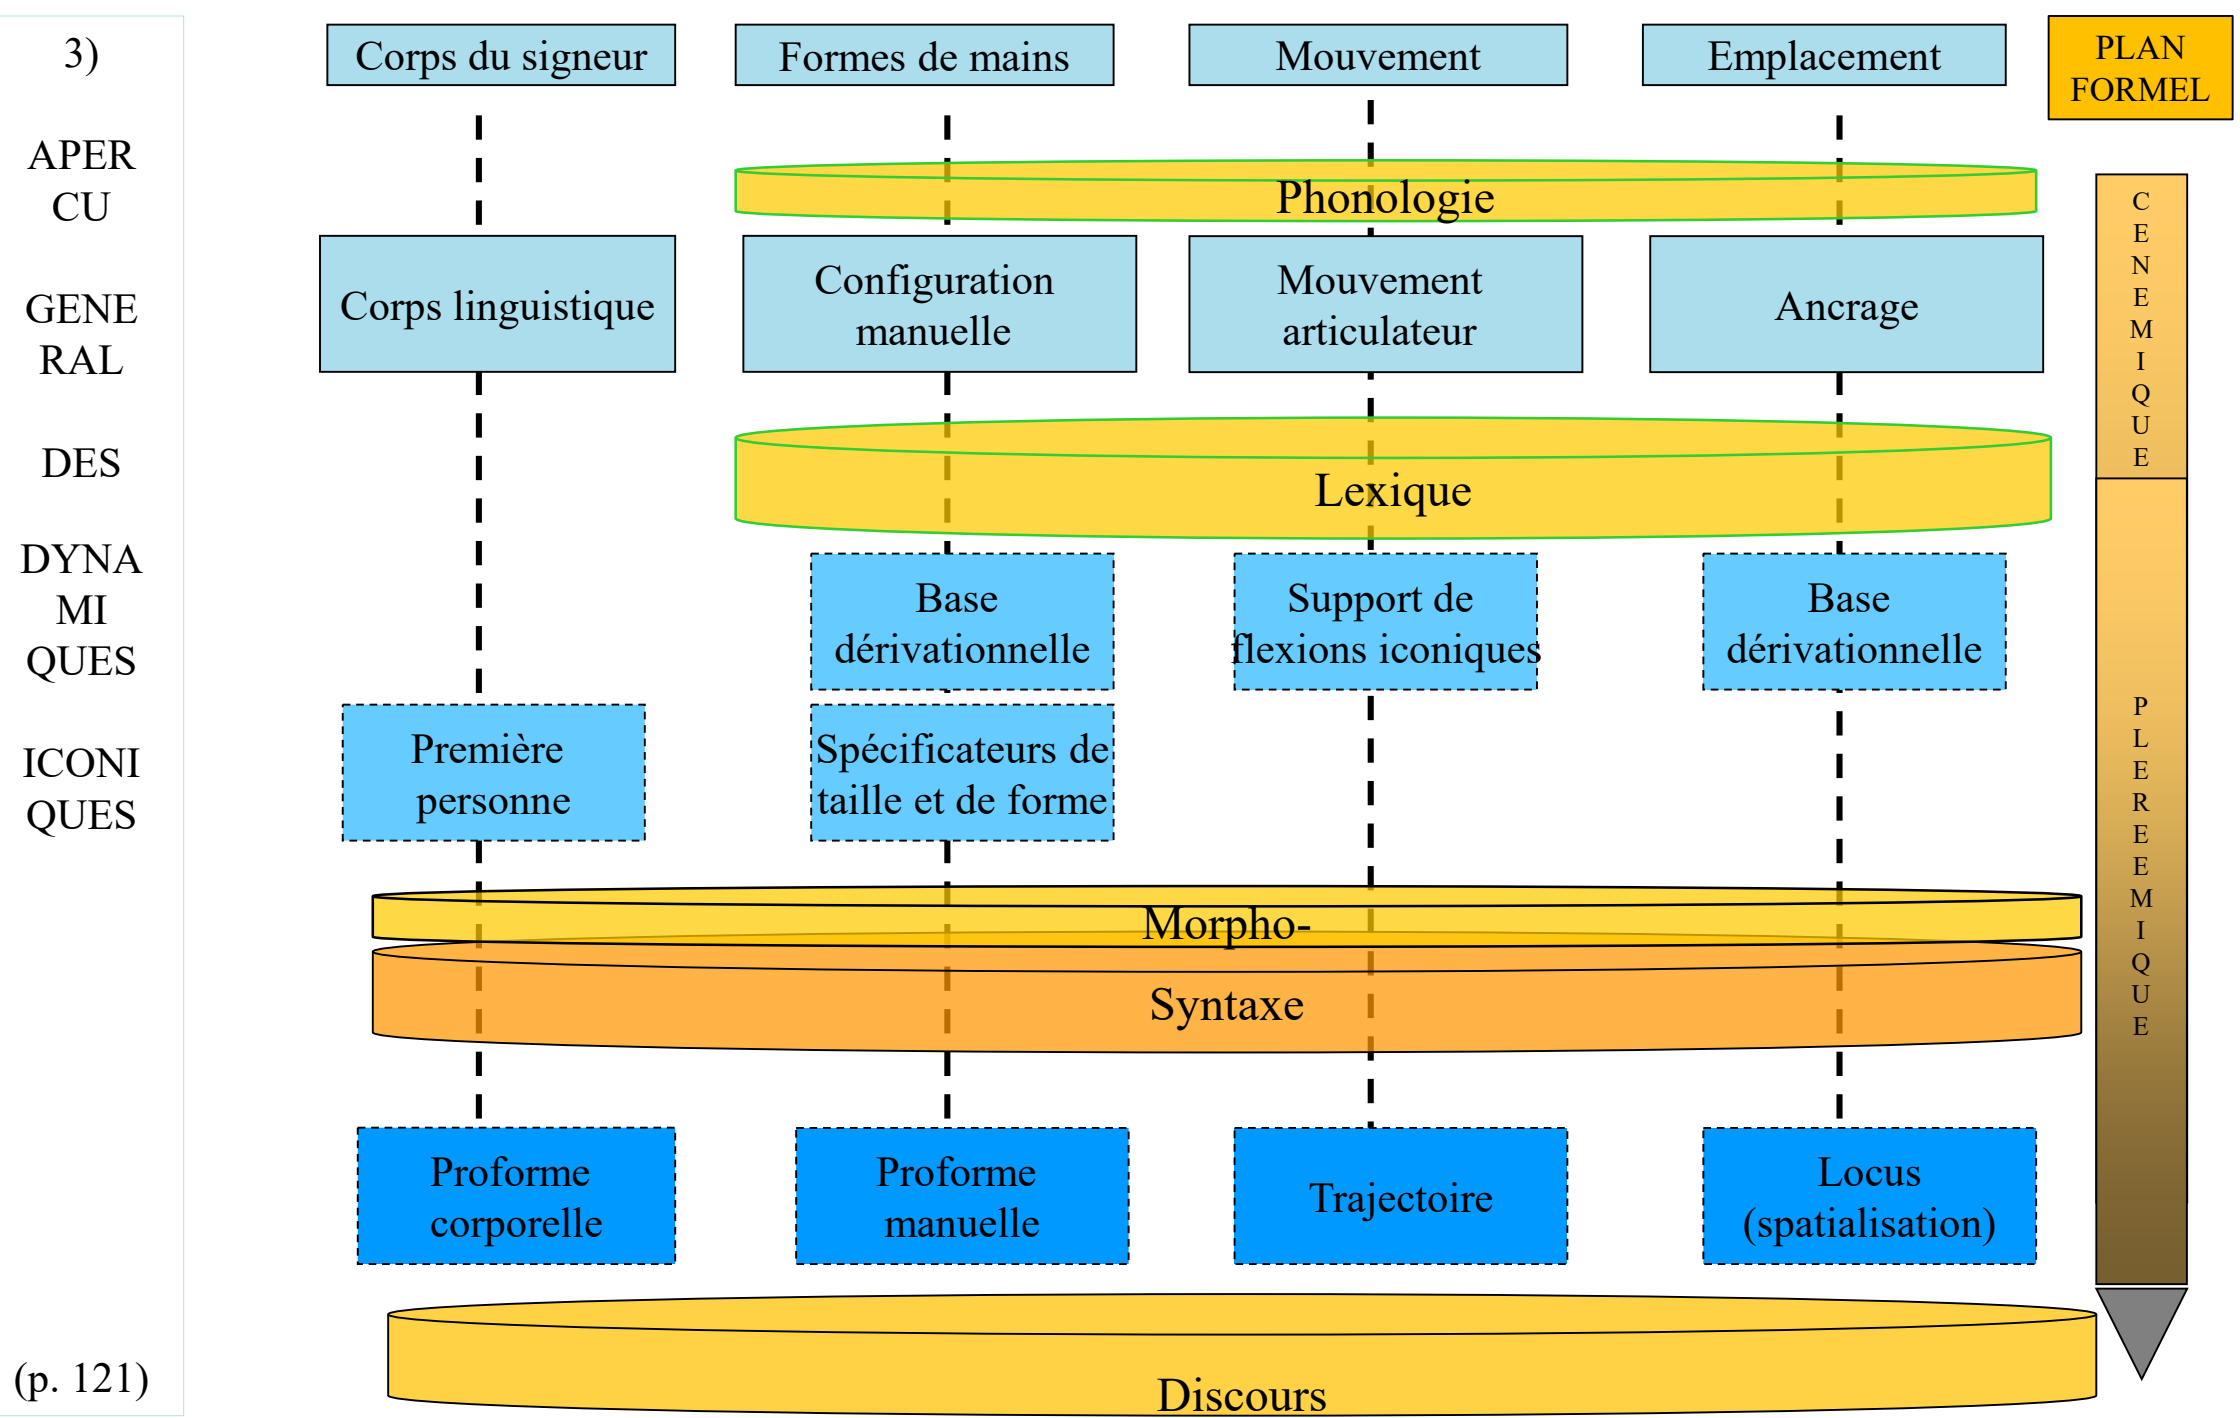 3)
APER
CU
GENE
RAL
DES
DYNA
MI
QUES
ICONI
QUES
(p. 121)
Corps du signeur
Formes de mains
Mouvement
Emplacement
PLAN
FORMEL
Phonologie
Corps linguistique
Configuration
manuelle
Mouvement
articulateur
Ancrage
Lexique
Base
dérivationnelle
Support de
flexions iconiques
Base
dérivationnelle
Première
personne
Spécificateurs de
taille et de forme
Morpho-
Syntaxe
Proforme
corporelle
Proforme
manuelle
Trajectoire
Locus
(spatialisation)
Discours
C
E
N
E
M
I
Q
U
E
P
L
E
R
E
E
M
I
Q
U
E